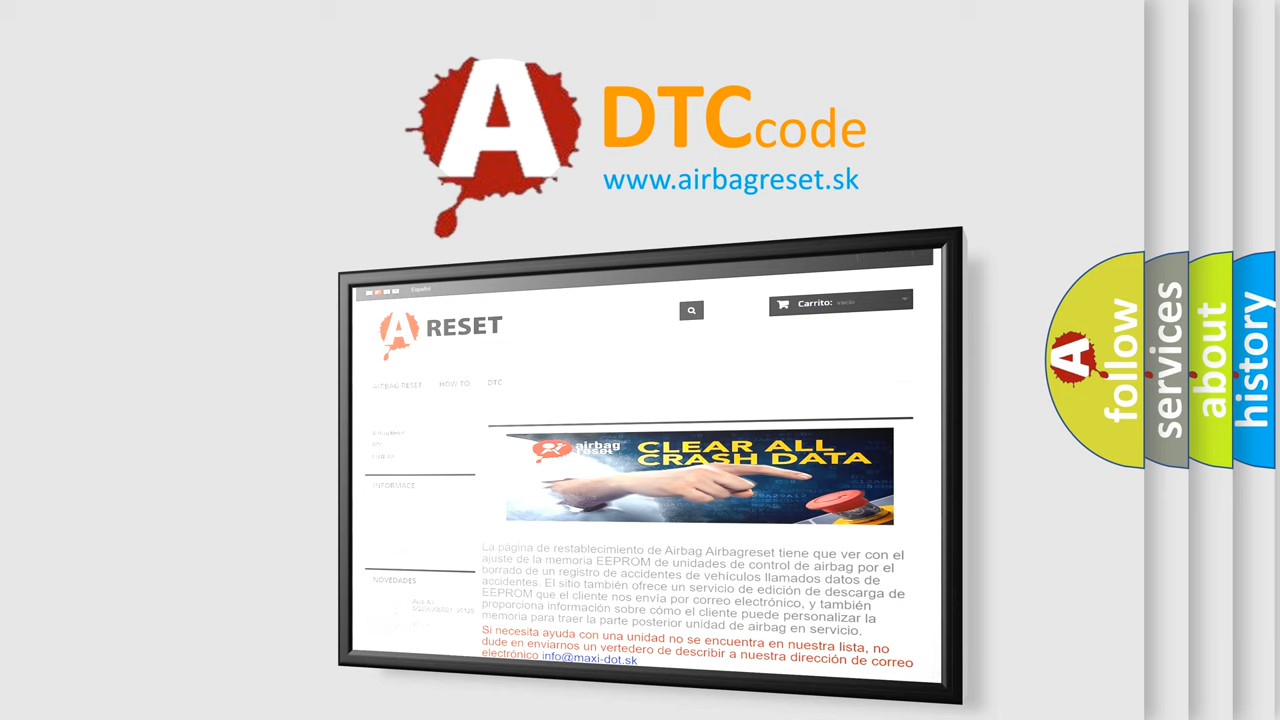 A DTCcode
www.airbagreset.sk
Español
Carrito: vacío
A RESET
AIRBAG RESET HOW TO DTC
airbag reset
CLEAR ALL
CRASH DATA
INFORMACE
NOVEDADES
La página de restablecimiento de Airbag Airbagreset tiene que ver con el
ajuste de la memoria EEPROM de unidades de control de airbag por el
borrado de un registro de accidentes de vehículos llamados datos de
accidentes. El sitio también ofrece un servicio de edición de descarga de
EEPROM que el cliente nos envía por correo electrónico, y también
proporciona información sobre cómo el cliente puede personalizar la
memoria para traer la parte posterior unidad de airbag en servicio.
Si necesita ayuda con una unidad no se encuentra en nuestra lista, no
dude en enviarnos un vertedero de describir a nuestra dirección de correo
electrónico info@maxi-dot.sk
A follow
services
about
history